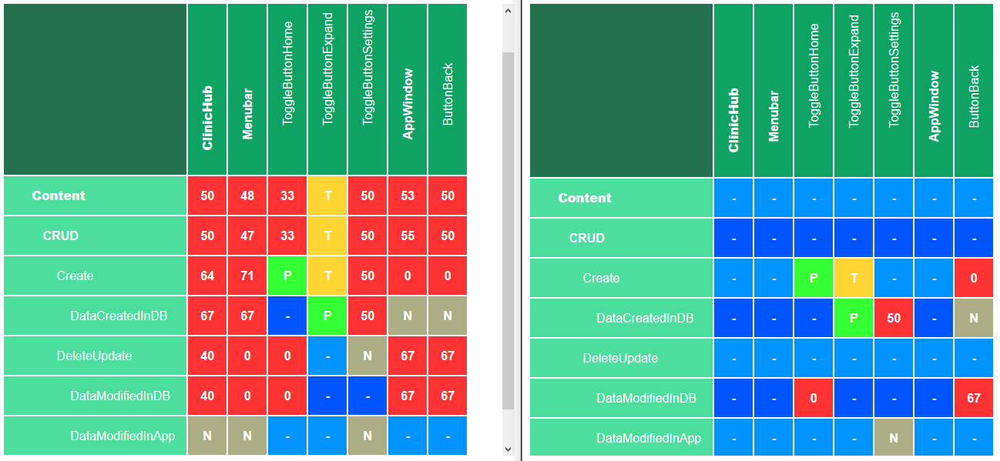 ClinicHub Menubar ToggleButtonHome ToggleButtonExpand ToggleButtonSettings AppWindow ButtonBack
Content 50 48 33 T 50 53 50
CRUD 50 47 33 T 50 55 50
Create 64 71 P T 50 0 0
DataCreatedInDB 67 67 - P 50 N N
DeleteUpdate 40 0 0 - N 67 67
DataModifiedInDB 40 0 0 - - 67 67
DataModifiedInApp N N - - N - -
ClinicHub Menubar ToggleButtonHome ToggleButtonExpand ToggleButtonSettings AppWindow ButtonBack
Content - - - - - - -
CRUD - - - - - - -
Create - - P T - - 0
DataCreatedInDB - - - P 50 - N
DeleteUpdate - - - - - - -
DataModifiedInDB - - 0 - - - 67
DataModifiedInApp - - - - N - -